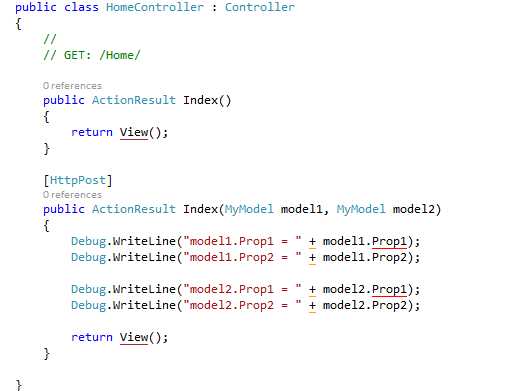 public class HomeController : Controller
{
//
// GET: /Home/
0 references
public ActionResult Index()
{
return View();
}
[HttpPost]
0 references
public ActionResult Index(MyModel model1, MyModel model2)
{
Debug.WriteLine("model1.Prop1 = " + model1.Prop1);
Debug.WriteLine("model1.Prop2 = " + model1.Prop2);
Debug.WriteLine("model2.Prop1 = " + model2.Prop1);
Debug.WriteLine("model2.Prop2 = " + model2.Prop2);
return View();
}
}